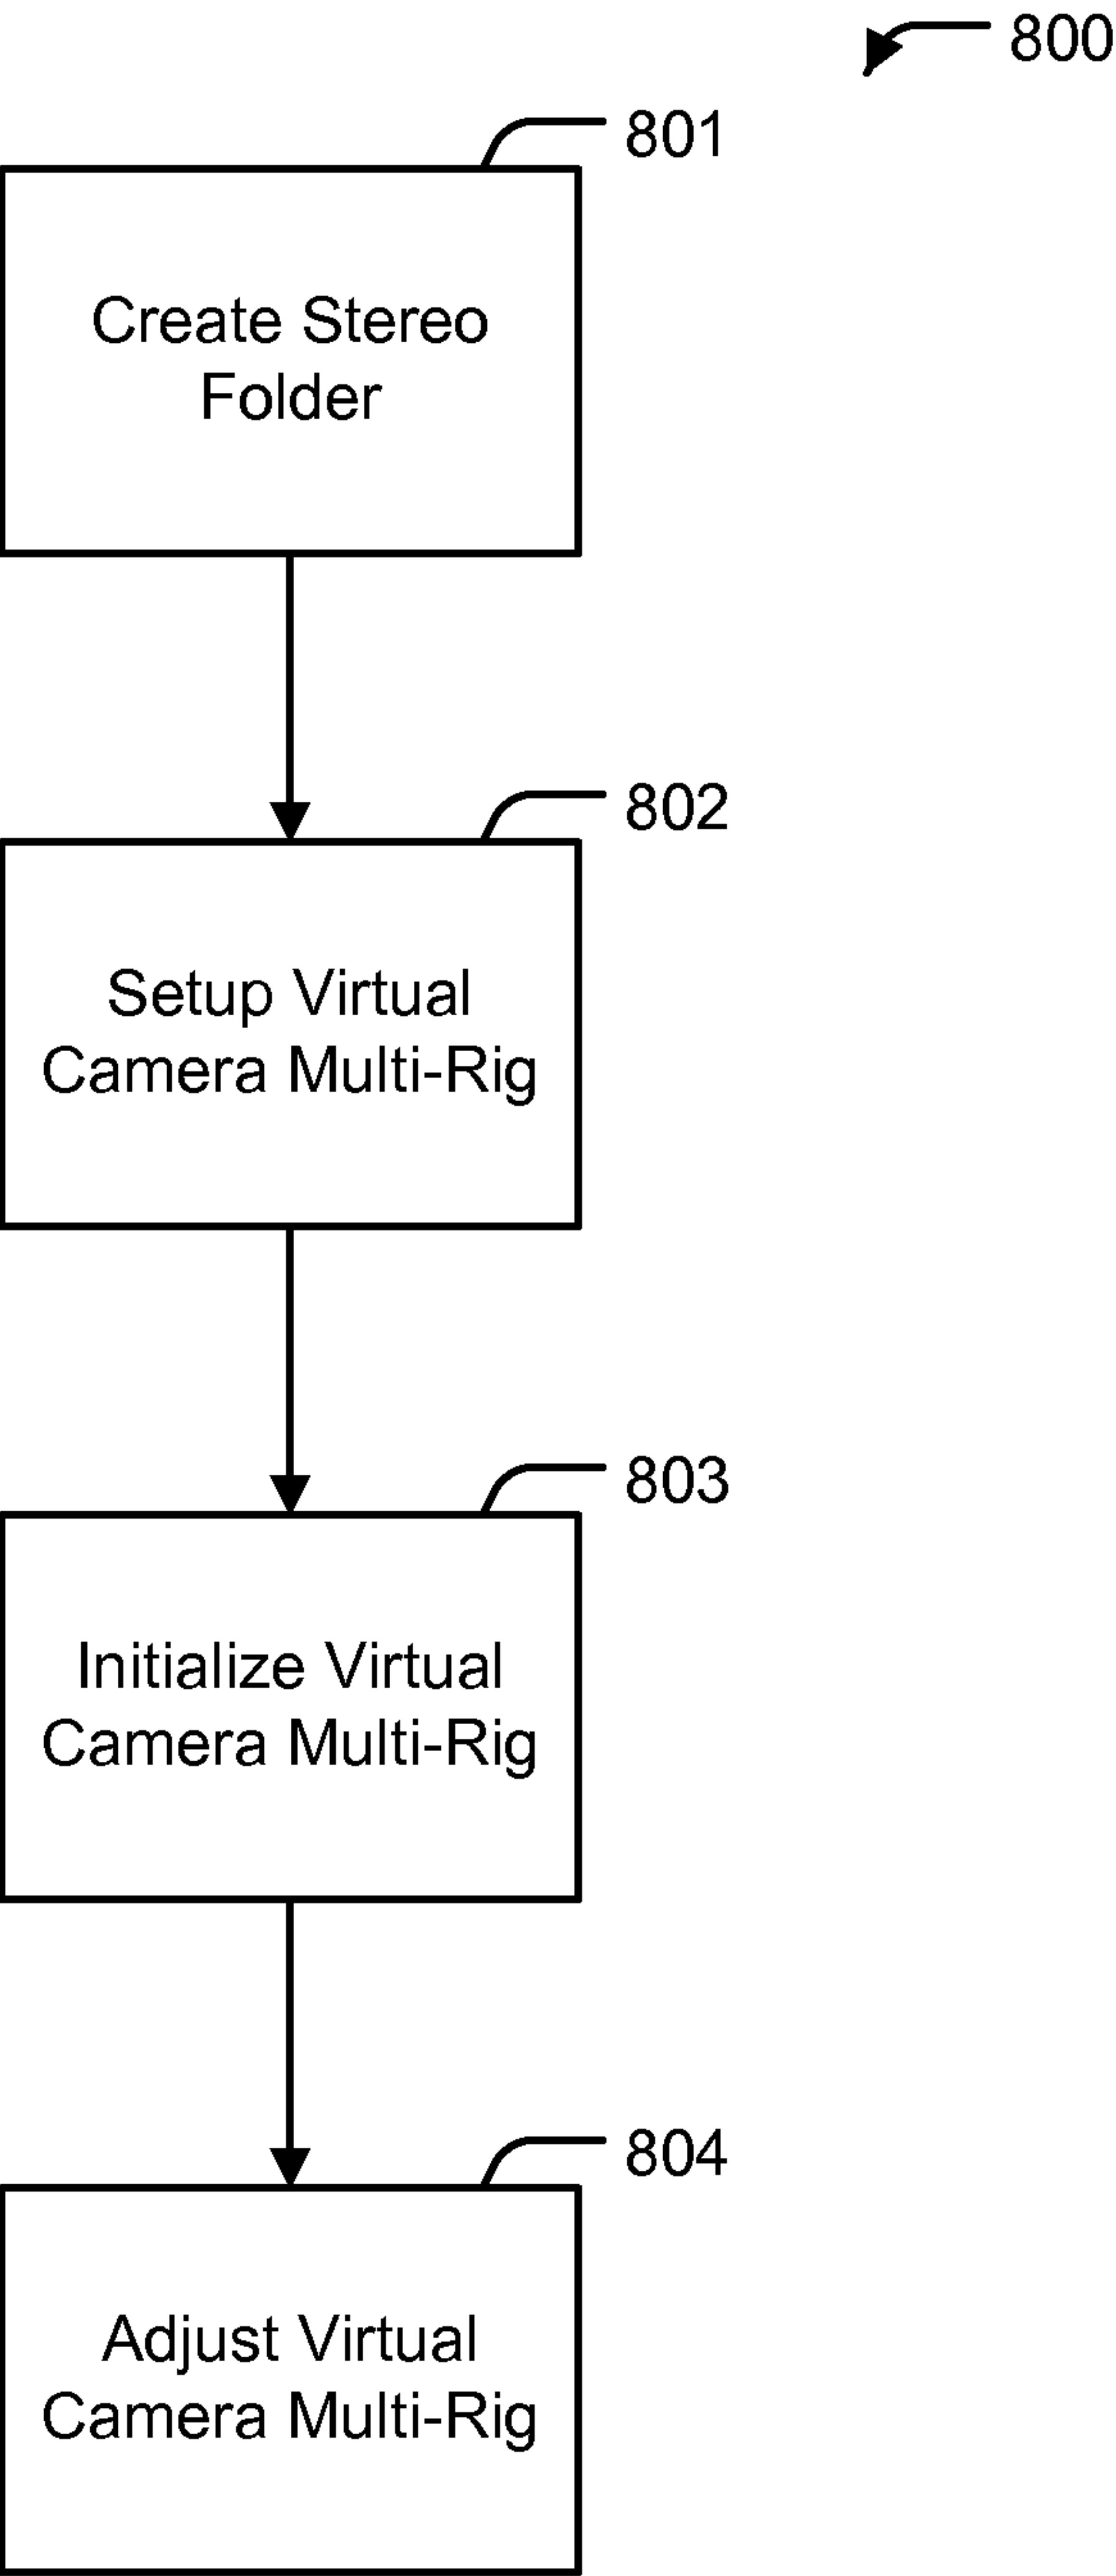 800
801
Create Stereo
Folder
802
Setup Virtual
Camera Multi-Rig
803
Initialize Virtual
Camera Multi-Rig
804
Adjust Virtual
Camera Multi-Rig